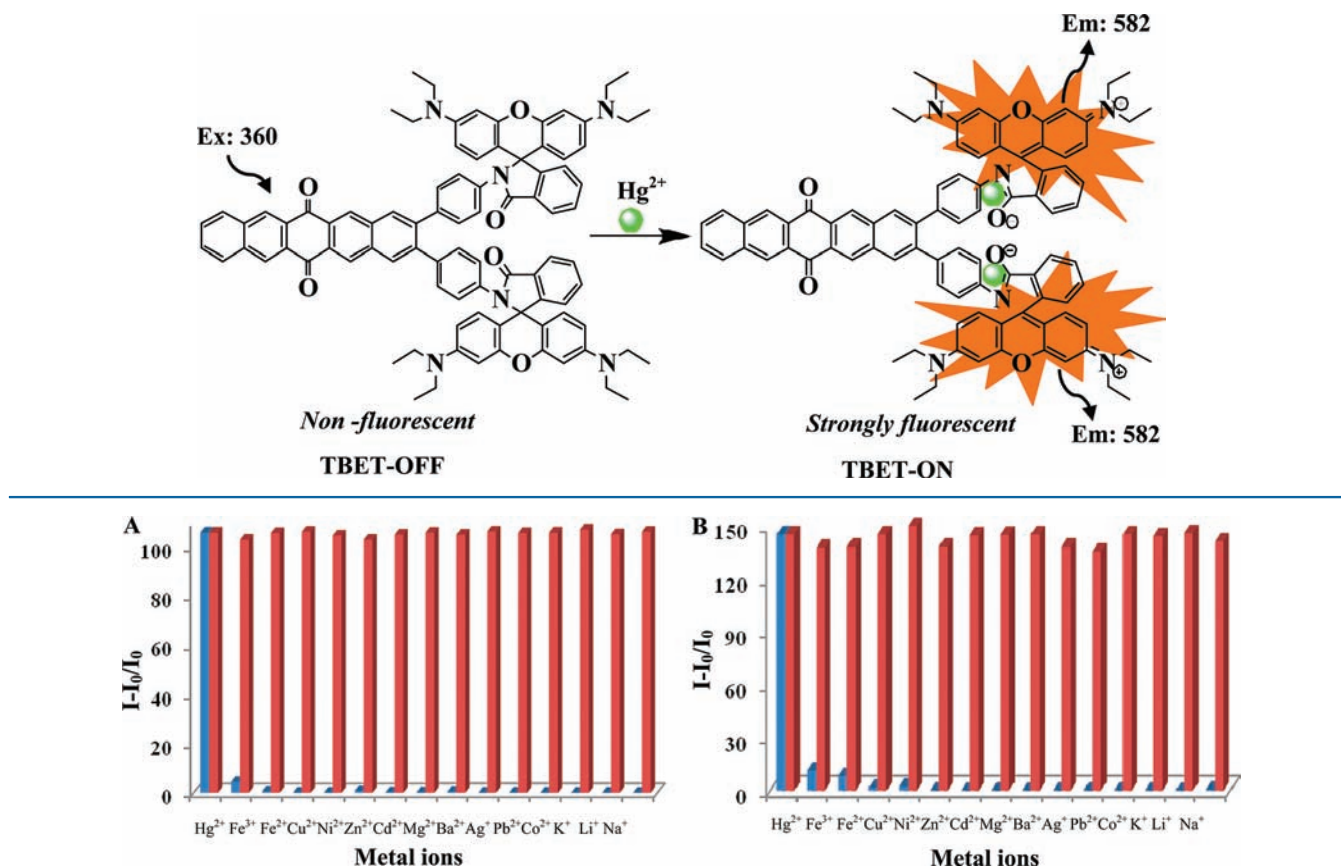 Em: 582
N
O
N
N
O
N⊕
Ex: 360
O
N
O
Hg²⁺
O
N
O⊖
O
O
N
O
O⊖
N
N
O
N
N
O
N⊕
Non -fluorescent
Strongly fluorescent
Em: 582
TBET-OFF
TBET-ON
A
100
80
60
40
20
0
I-I₀/I₀
Hg²⁺ Fe³⁺ Fe²⁺ Cu²⁺ Ni²⁺ Zn²⁺ Cd²⁺ Mg²⁺ Ba²⁺ Ag⁺ Pb²⁺ Co²⁺ K⁺ Li⁺ Na⁺
Metal ions
B
150
120
90
60
30
0
I-I₀/I₀
Hg²⁺ Fe³⁺ Fe²⁺ Cu²⁺ Ni²⁺ Zn²⁺ Cd²⁺ Mg²⁺ Ba²⁺ Ag⁺ Pb²⁺ Co²⁺ K⁺ Li⁺ Na⁺
Metal ions